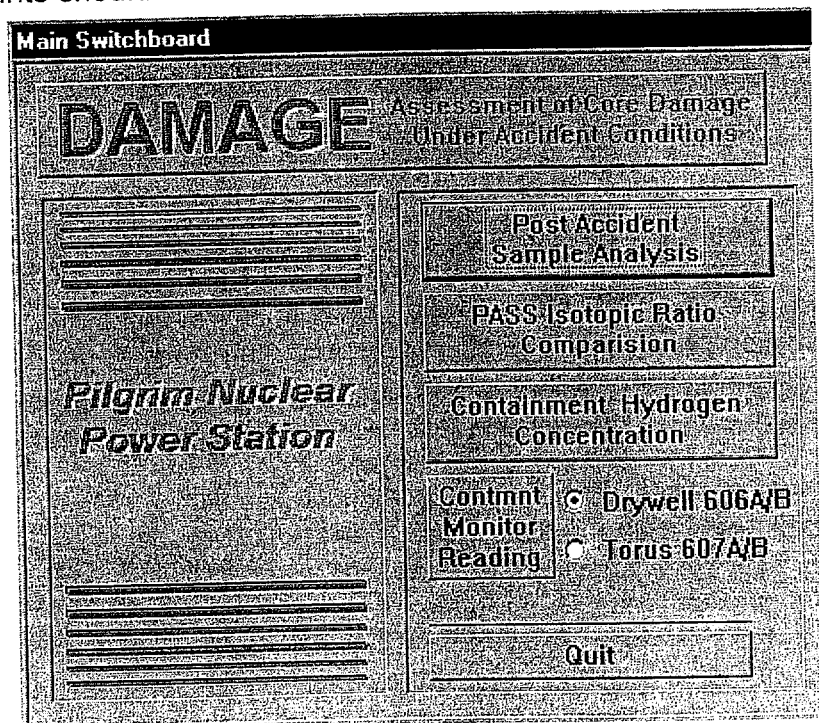 Main Switchboard
DAMAGE
Assessment of Core Damage
Under Accident Conditions
Pilgrim Nuclear
Power Station
Post Accident
Sample Analysis
PASS-Isotopic Ratio
Comparision
Containment Hydrogen
Concentration
Contmnt
Monitor
Reading
Drywell 606A/B
Torus 607A/B
Quit